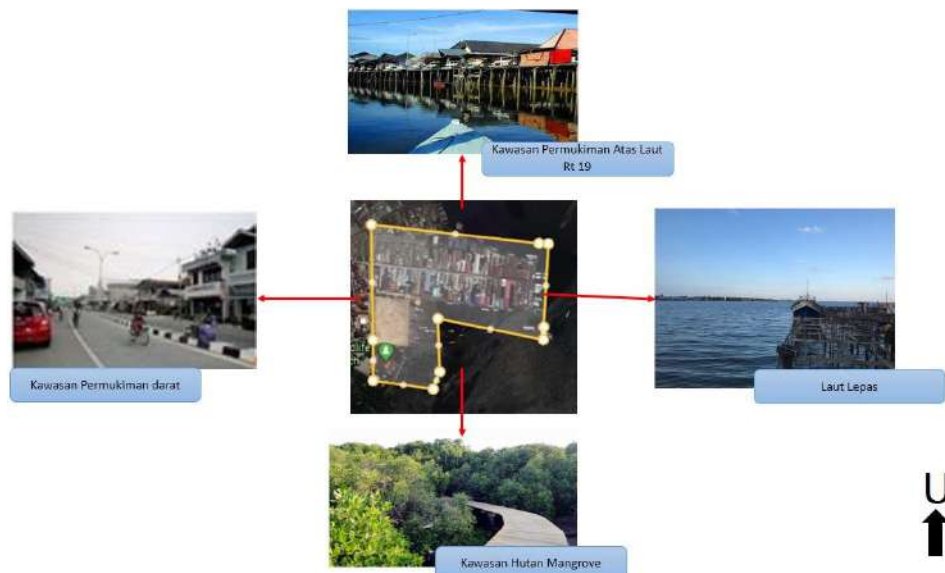 Kawasan Permukiman Atas Laut
Rt 19
Kawasan Permukiman darat
Laut Lepas
Kawasan Hutan Mangrove
U